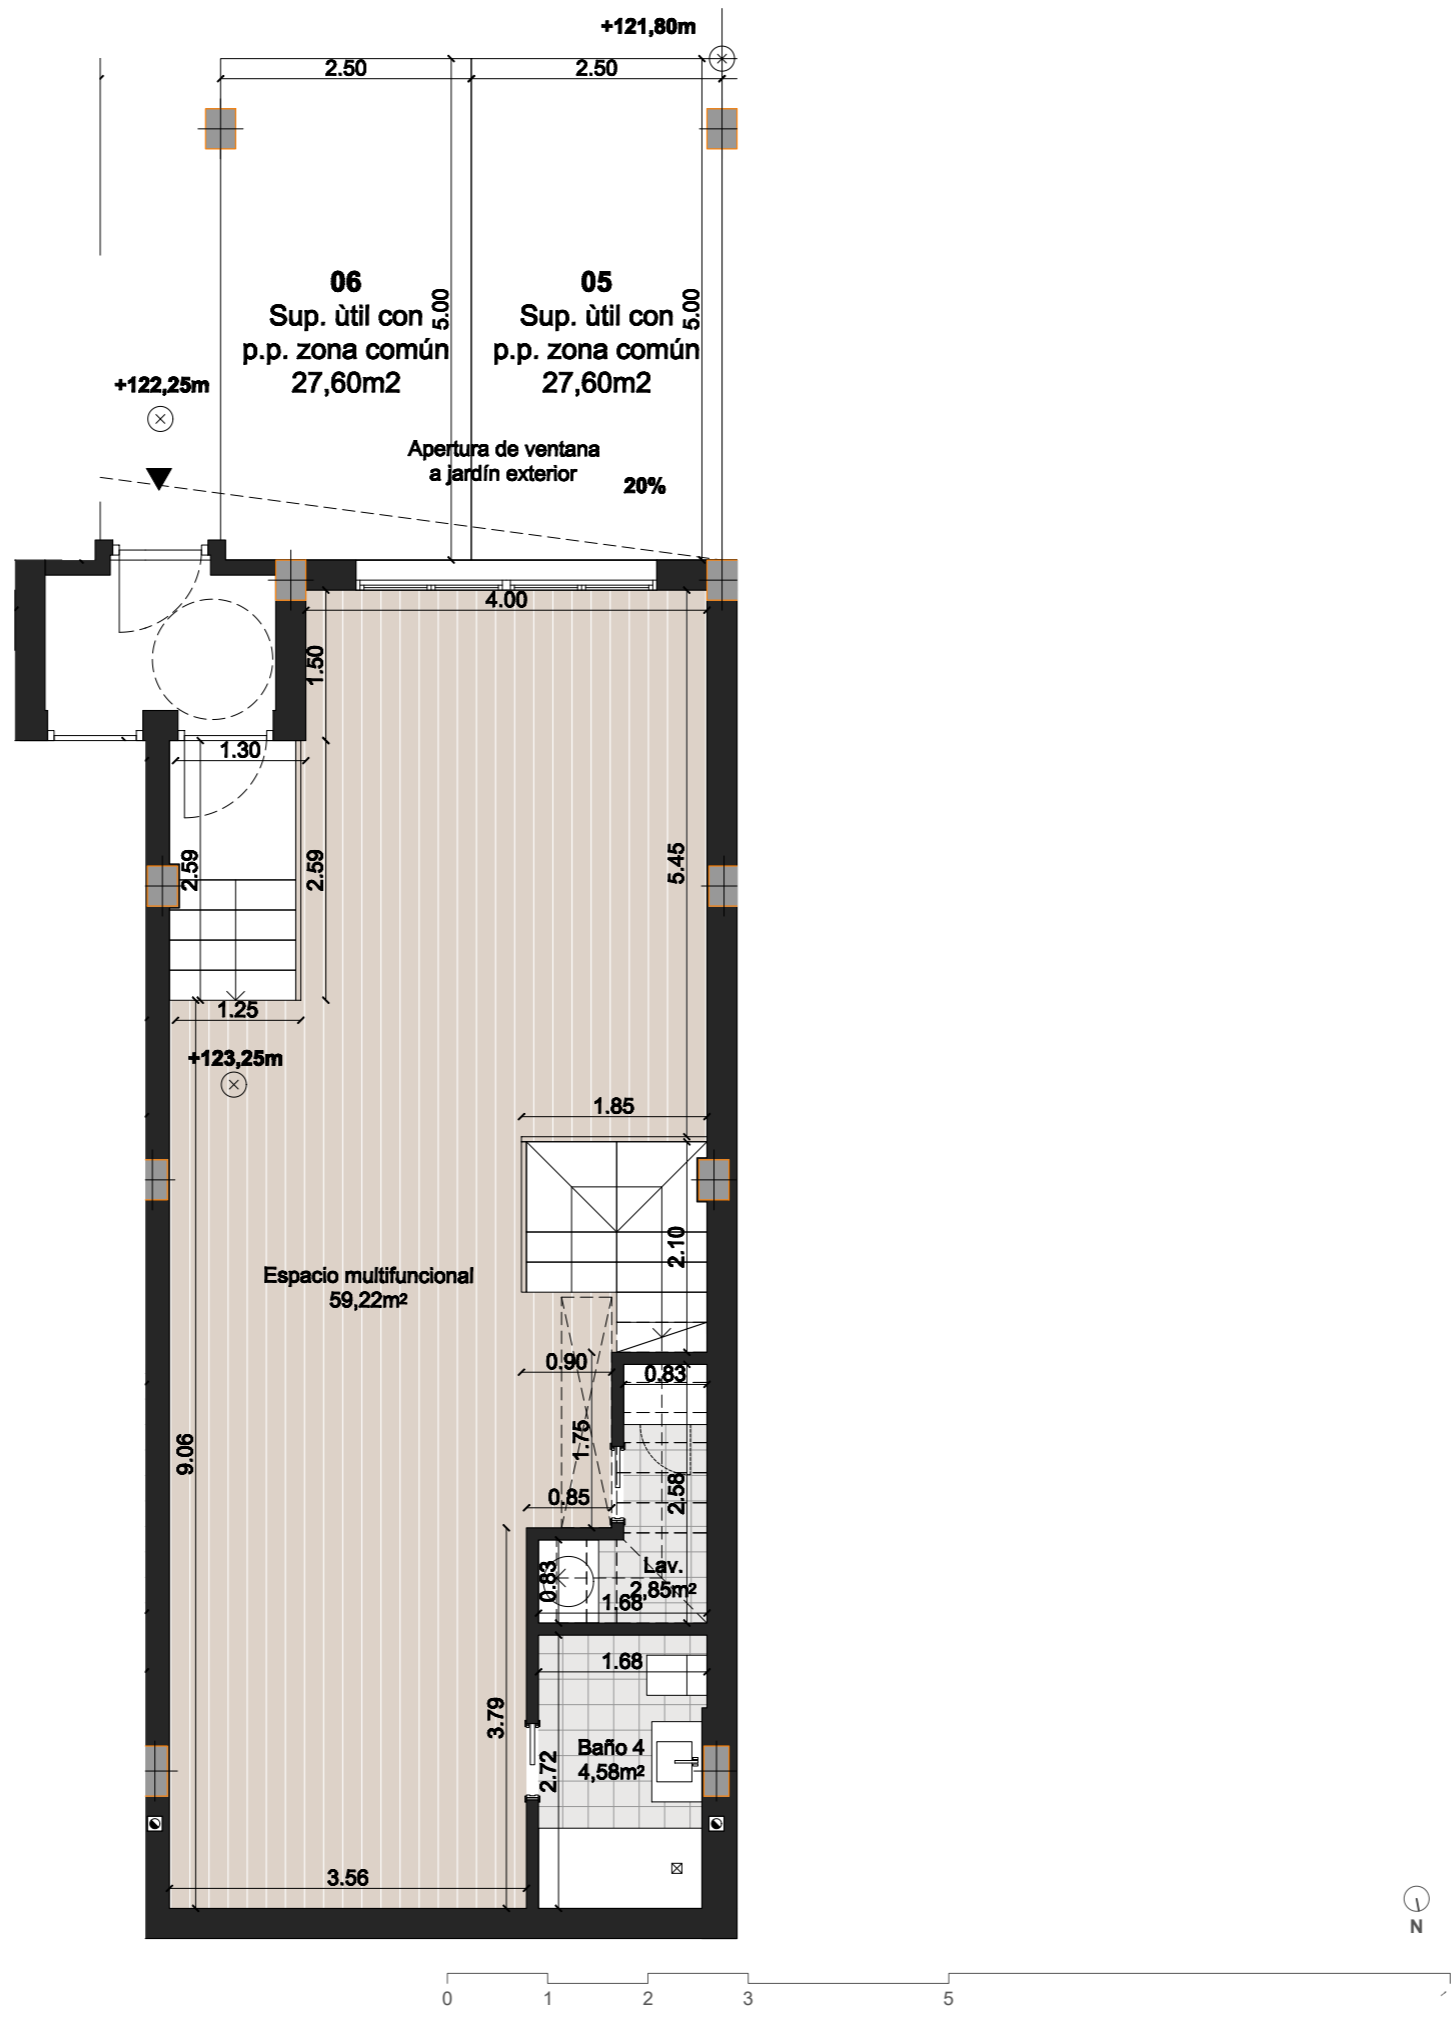 +121,80m
2.50
2.50
06
Sup. ùtil con
p.p. zona común
27,60m2
5.00
05
Sup. ùtil con
p.p. zona común
27,60m2
5.00
+122,25m
Apertura de ventana
a jardín exterior
20%
4.00
1.50
1.30
2.59
2.59
5.45
1.25
+123,25m
1.85
2.10
Espacio multifuncional
59,22m²
0.90
0.83
9.06
1.75
0.85
2.58
0.83
Lav.
2,85m²
1.68
1.68
3.79
2.72
Baño 4
4,58m²
3.56
N
0
1
2
3
5